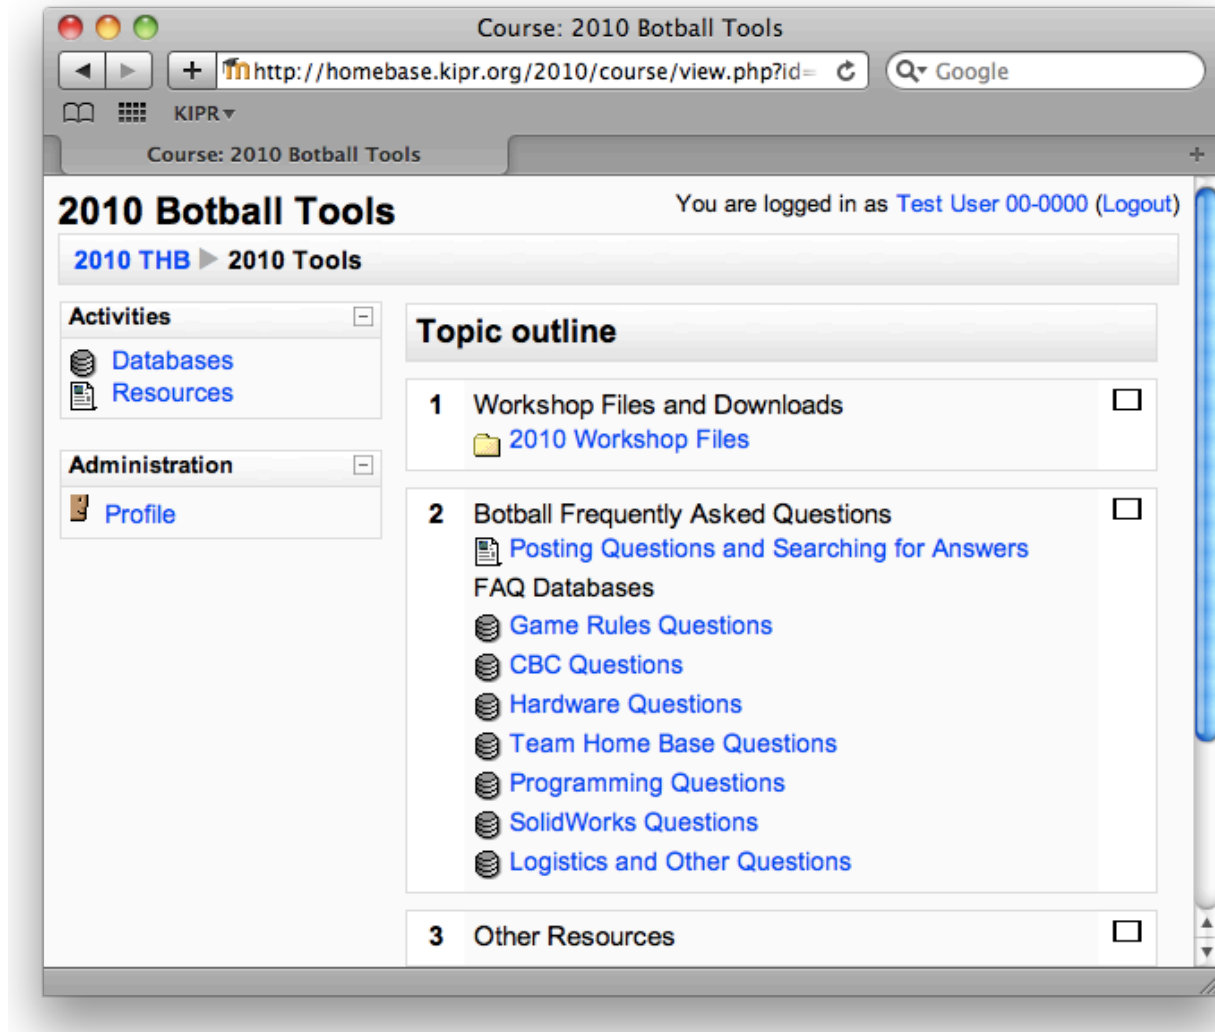 Course: 2010 Botball Tools
http://homebase.kipr.org/2010/course/view.php?id=
Google
KIPR
Course: 2010 Botball Tools
2010 Botball Tools
You are logged in as Test User 00-0000 (Logout)
2010 THB 2010 Tools
Activities
Databases
Resources
Administration
Profile
Topic outline
1 Workshop Files and Downloads
2010 Workshop Files
2 Botball Frequently Asked Questions
Posting Questions and Searching for Answers
FAQ Databases
Game Rules Questions
CBC Questions
Hardware Questions
Team Home Base Questions
Programming Questions
SolidWorks Questions
Logistics and Other Questions
3 Other Resources